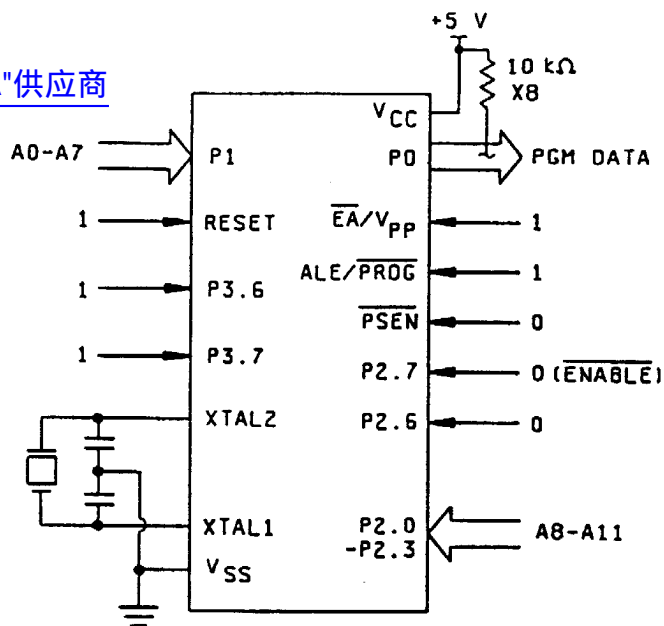 +5 V
"供应商
10 kΩ
X8
VCC
A0-A7
P1
P0
PGM DATA
1
RESET
EA/VPP
1
ALE/PROG
1
1
P3.6
PSEN
0
1
P3.7
P2.7
0 (ENABLE)
XTAL2
P2.6
0
XTAL1
P2.0
-P2.3
A8-A11
VSS